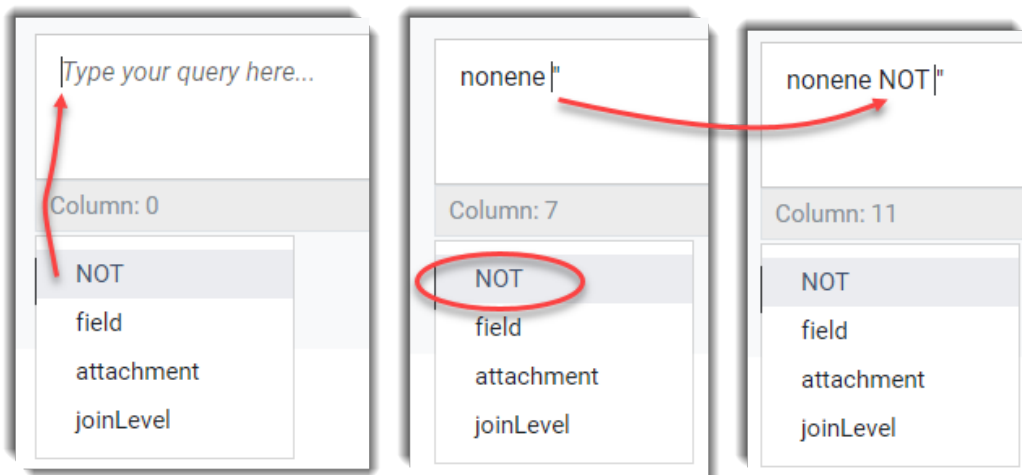 Type your query here...
Column: 0
NOT
field
attachment
joinLevel
nonene "
Column: 7
NOT
field
attachment
joinLevel
nonene NOT "
Column: 11
NOT
field
attachment
joinLevel